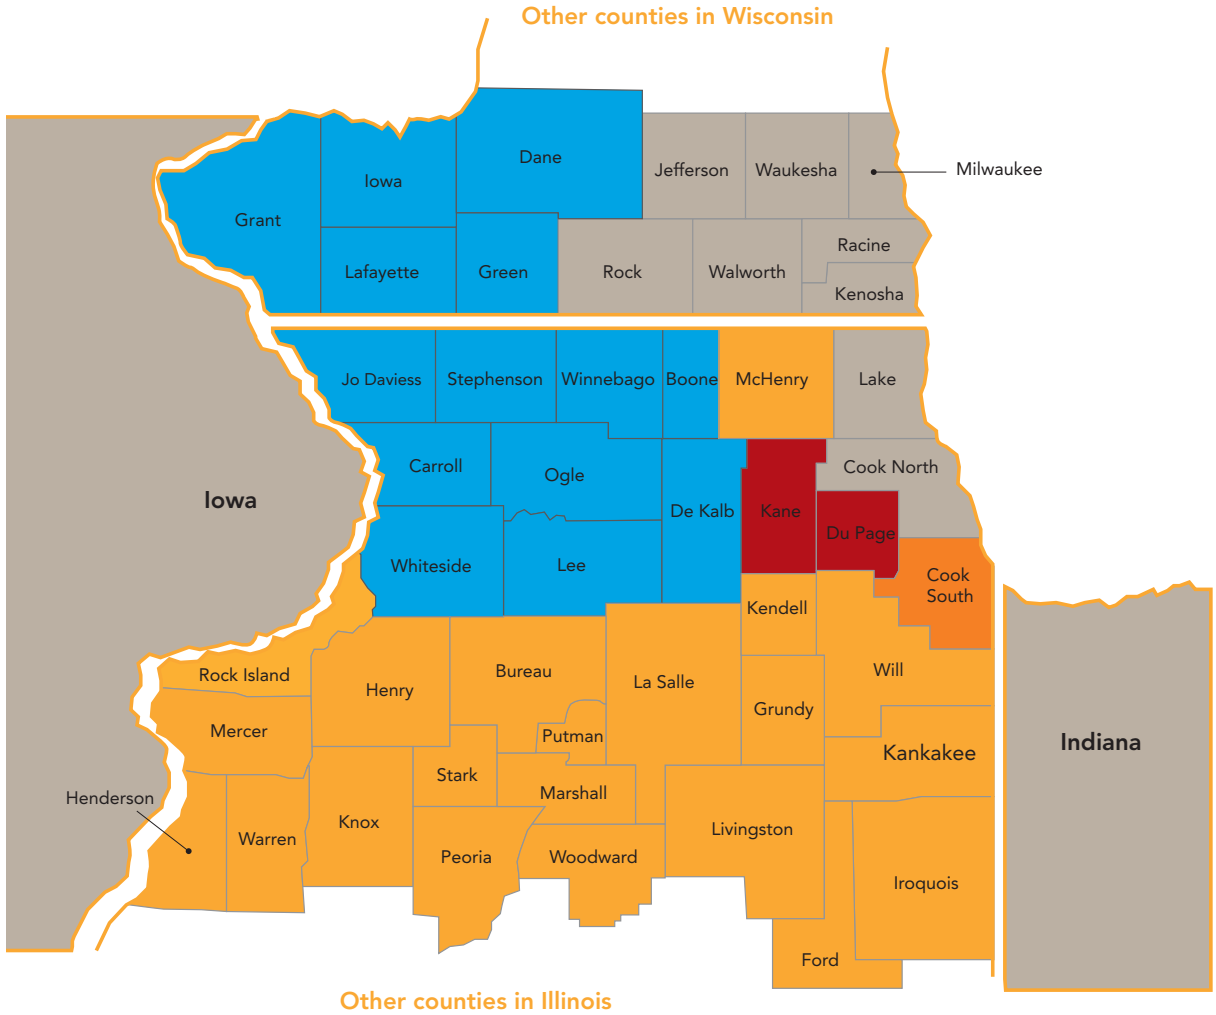 Other counties in Wisconsin
Dane
Jefferson
Waukesha
Milwaukee
Iowa
Grant
Racine
Lafayette
Green
Rock
Walworth
Kenosha
Jo Daviess
Stephenson
Winnebago
Boone
McHenry
Lake
Carroll
Ogle
Cook North
Iowa
De Kalb
Kane
Du Page
Whiteside
Lee
Cook
South
Kendell
Rock Island
Henry
Bureau
La Salle
Will
Grundy
Mercer
Putman
Kankakee
Indiana
Stark
Marshall
Henderson
Warren
Knox
Livingston
Peoria
Woodward
Iroquois
Ford
Other counties in Illinois